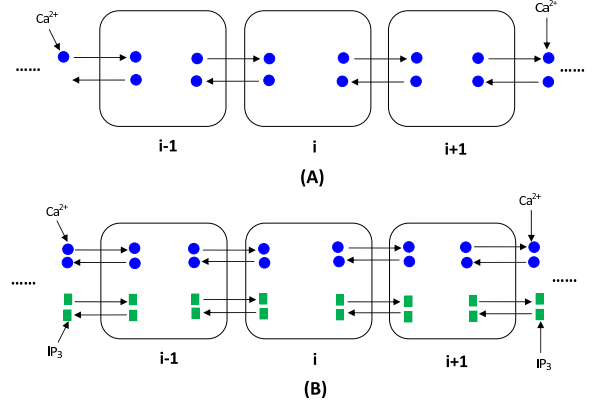 Ca²⁺
Ca²⁺
...... ......
i-1 i i+1
(A)
Ca²⁺
Ca²⁺
...... ......
i-1 i i+1
IP₃ IP₃
(B)